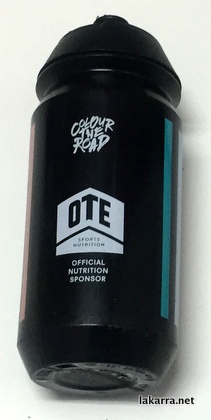 COLOUR
THE
ROAD
OTE
SPORTS
NUTRITION
OFFICIAL
NUTRITION
SPONSOR
lakarra.net